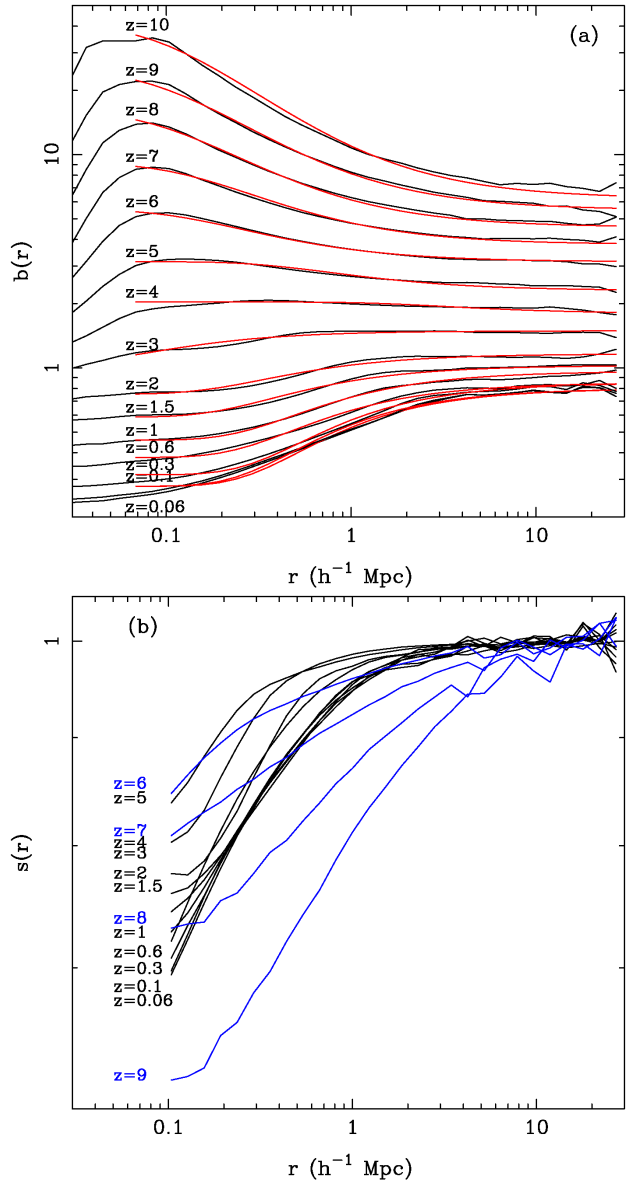 (a)
z=10
z=9
z=8
z=7
z=6
z=5
z=4
z=3
z=2
z=1.5
z=1
z=0.6
z=0.3
z=0.1
z=0.06
10
1
b(r)
0.1 1 10
r (h⁻¹ Mpc)
(b)
1
z=6
z=5
z=7
z=4
z=3
z=2
z=1.5
z=8
z=1
z=0.6
z=0.3
z=0.1
z=0.06
z=9
s(r)
0.1 1 10
r (h⁻¹ Mpc)